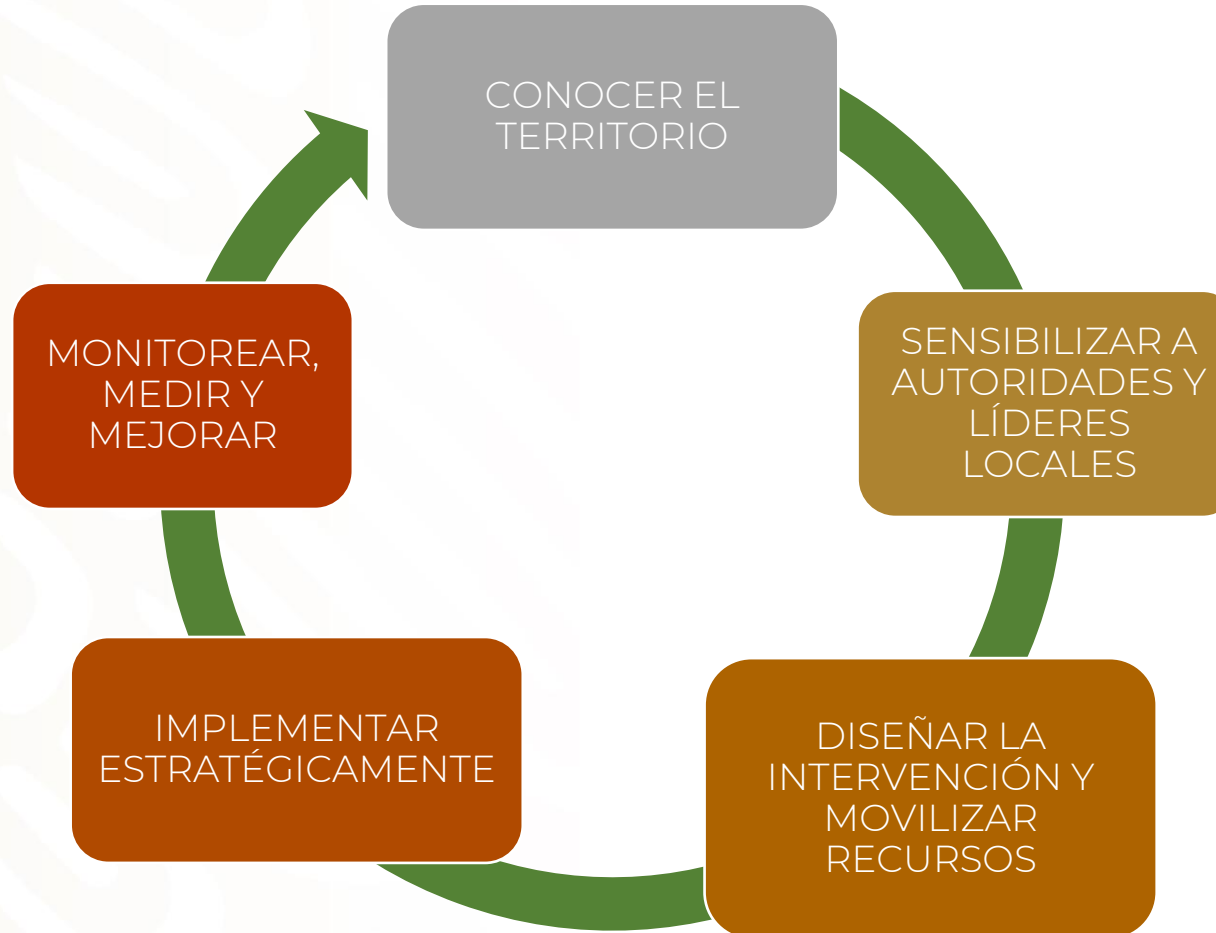 CONOCER EL
TERRITORIO
SENSIBILIZAR A
AUTORIDADES Y
LÍDERES
LOCALES
DISEÑAR LA
INTERVENCIÓN Y
MOVILIZAR
RECURSOS
IMPLEMENTAR
ESTRATÉGICAMENTE
MONITOREAR,
MEDIR Y
MEJORAR